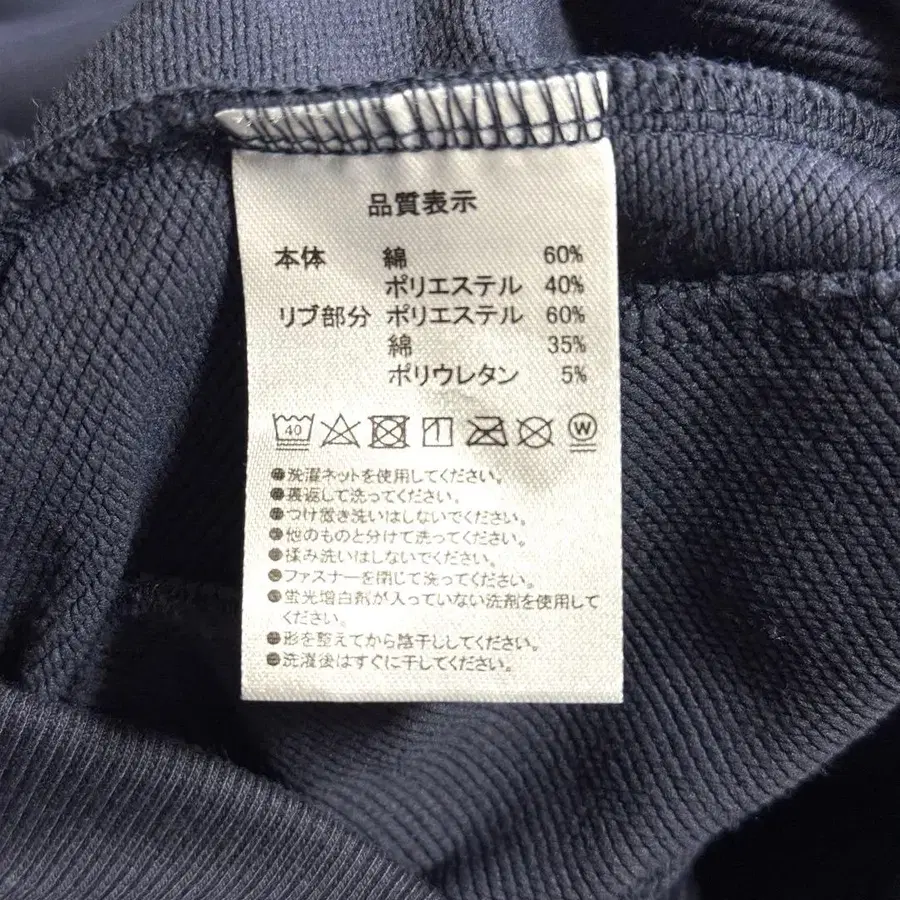 品質表示
本体 綿 60%
ポリエステル 40%
リブ部分 ポリエステル 60%
綿 35%
ポリウレタン 5%
40 W
●洗濯ネットを使用してください。
●裏返して洗ってください。
●つけ置き洗いはしないでください。
●他のものと分けて洗ってください。
●揉み洗いはしないでください。
●ファスナーを閉じて洗ってください。
●蛍光増白剤が入っていない洗剤を使用して
ください。
●形を整えてから陰干ししてください。
●洗濯後はすぐに干してください。